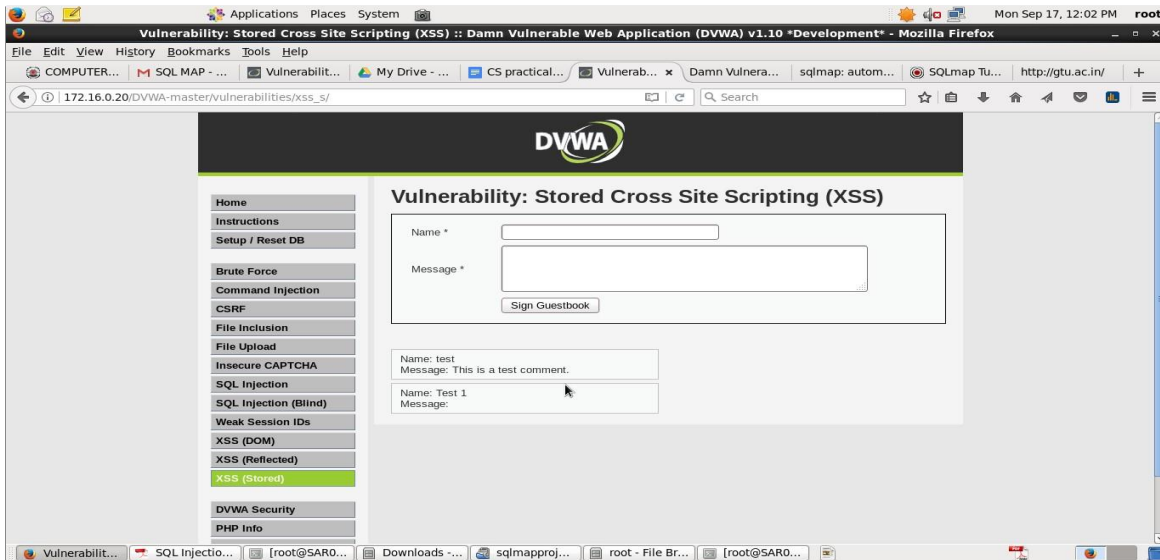 Applications Places System Mon Sep 17, 12:02 PM root
Vulnerability: Stored Cross Site Scripting (XSS) :: Damn Vulnerable Web Application (DVWA) v1.10 *Development* - Mozilla Firefox
File Edit View History Bookmarks Tools Help
COMPUTER... SQL MAP - ... Vulnerabilit... My Drive - ... CS practical... Vulnerab... × Damn Vulnera... sqlmap: autom... SQLmap Tu... http://gtu.ac.in/ +
172.16.0.20/DVWA-master/vulnerabilities/xss_s/ Search
DVWA
Home
Instructions
Setup / Reset DB
Brute Force
Command Injection
CSRF
File Inclusion
File Upload
Insecure CAPTCHA
SQL Injection
SQL Injection (Blind)
Weak Session IDs
XSS (DOM)
XSS (Reflected)
XSS (Stored)
DVWA Security
PHP Info
Vulnerability: Stored Cross Site Scripting (XSS)
Name *
Message *
Sign Guestbook
Name: test
Message: This is a test comment.
Name: Test 1
Message:
Vulnerabilit... SQL Injectio... [root@SAR0... Downloads -... sqlmapproj... root - File Br... [root@SAR0...